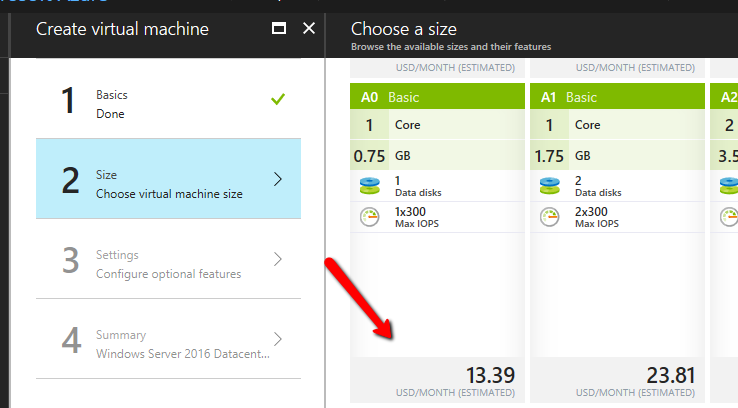 Create virtual machine
Choose a size
Browse the available sizes and their features
1
Basics
Done
2
Size
Choose virtual machine size
3
Settings
Configure optional features
4
Summary
Windows Server 2016 Datacent...
USD/MONTH (ESTIMATED)
A0 Basic
1 Core
0.75 GB
1
Data disks
1x300
Max IOPS
13.39
USD/MONTH (ESTIMATED)
USD/MONTH (ESTIMATED)
A1 Basic
1 Core
1.75 GB
2
Data disks
2x300
Max IOPS
23.81
USD/MONTH (ESTIMATED)
A2
2
3.5